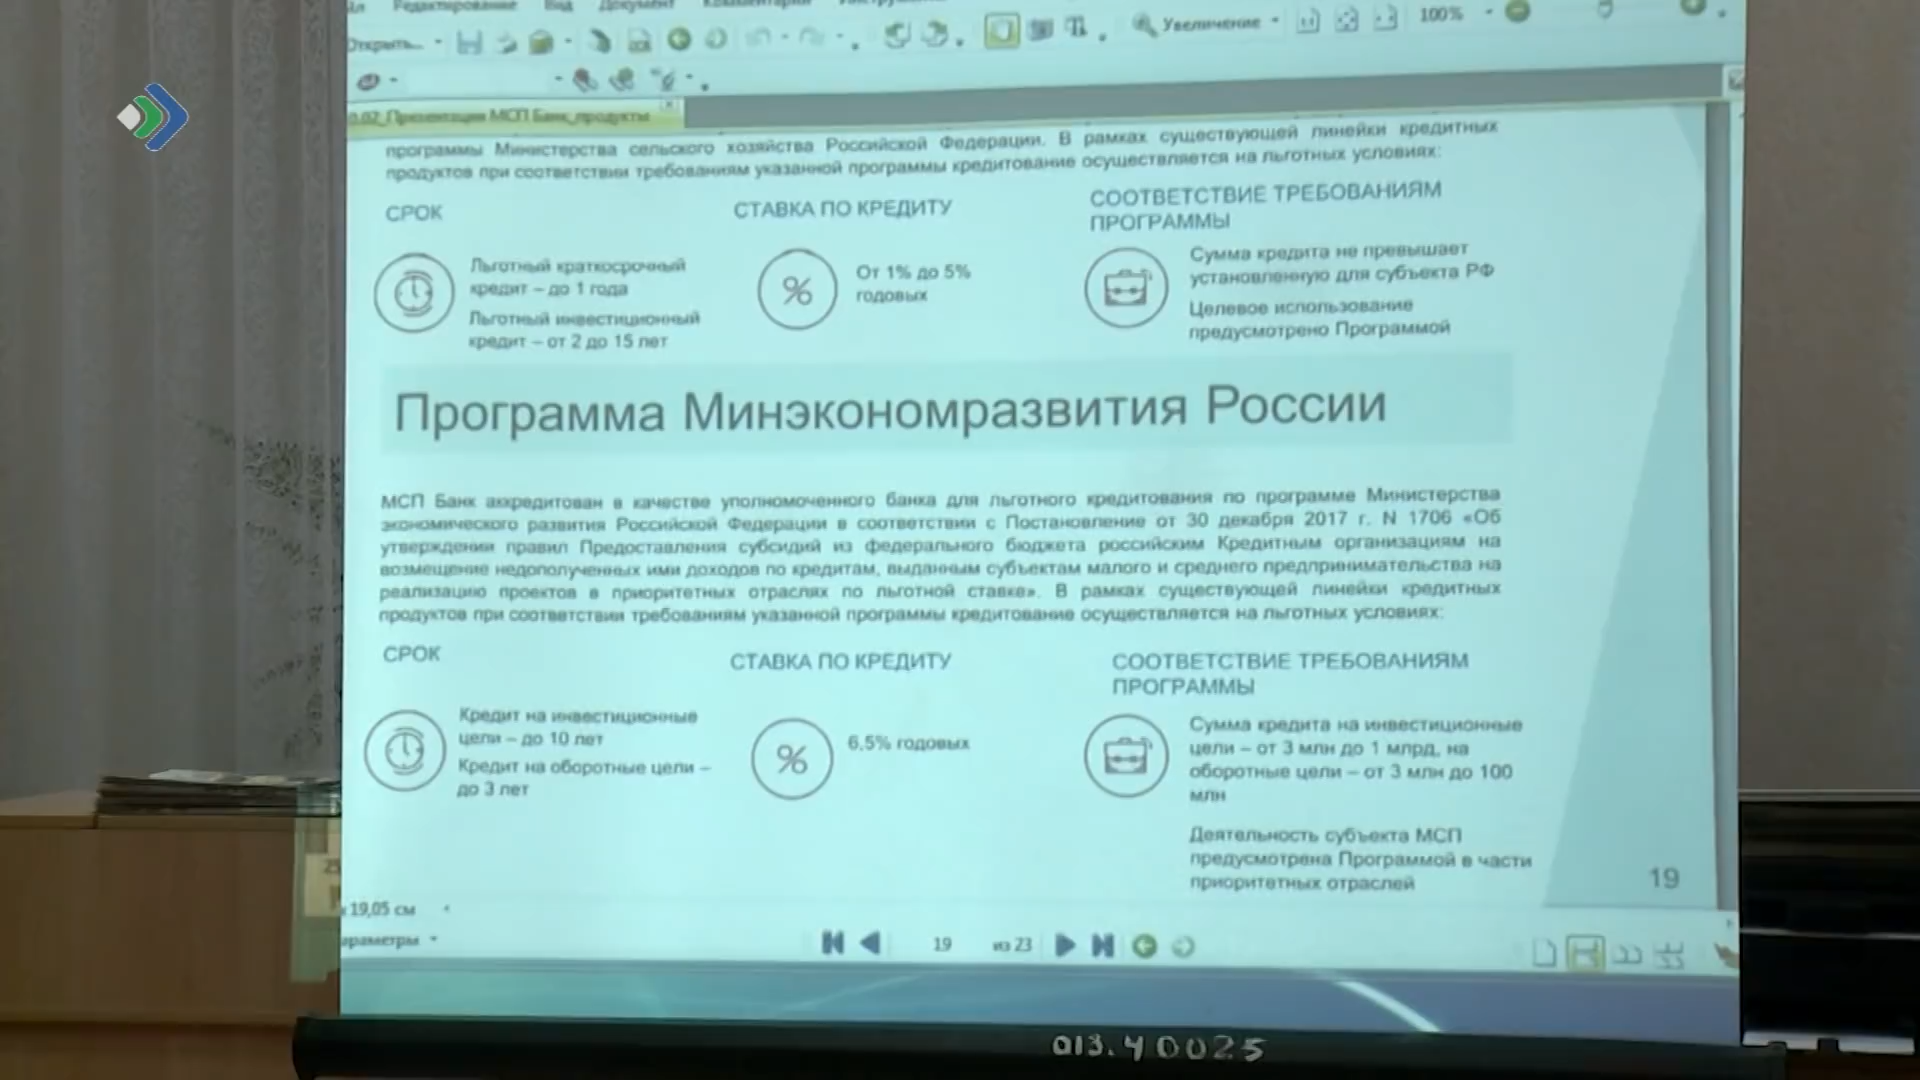 Редактирование Вид Документ Комментарии
Открыть... Увеличение 100%
0.02_Презентация МСП Банк_продукты
программы Министерства сельского хозяйства Российской Федерации. В рамках существующей линейки кредитных
продуктов при соответствии требованиям указанной программы кредитование осуществляется на льготных условиях:
СРОК
Льготный краткосрочный
кредит – до 1 года
Льготный инвестиционный
кредит – от 2 до 15 лет
СТАВКА ПО КРЕДИТУ
%
От 1% до 5%
годовых
СООТВЕТСТВИЕ ТРЕБОВАНИЯМ
ПРОГРАММЫ
Сумма кредита не превышает
установленную для субъекта РФ
Целевое использование
предусмотрено Программой
Программа Минэкономразвития России
МСП Банк аккредитован в качестве уполномоченного банка для льготного кредитования по программе Министерства
экономического развития Российской Федерации в соответствии с Постановление от 30 декабря 2017 г. N 1706 «Об
утверждении правил Предоставления субсидий из федерального бюджета российским Кредитным организациям на
возмещение недополученных ими доходов по кредитам, выданным субъектам малого и среднего предпринимательства на
реализацию проектов в приоритетных отраслях по льготной ставке». В рамках существующей линейки кредитных
продуктов при соответствии требованиям указанной программы кредитование осуществляется на льготных условиях:
СРОК
Кредит на инвестиционные
цели – до 10 лет
Кредит на оборотные цели –
до 3 лет
СТАВКА ПО КРЕДИТУ
%
6,5% годовых
СООТВЕТСТВИЕ ТРЕБОВАНИЯМ
ПРОГРАММЫ
Сумма кредита на инвестиционные
цели – от 3 млн до 1 млрд, на
оборотные цели – от 3 млн до 100
млн
Деятельность субъекта МСП
предусмотрена Программой в части
приоритетных отраслей
19
19,05 см
араметры
19 из 23
013.40025